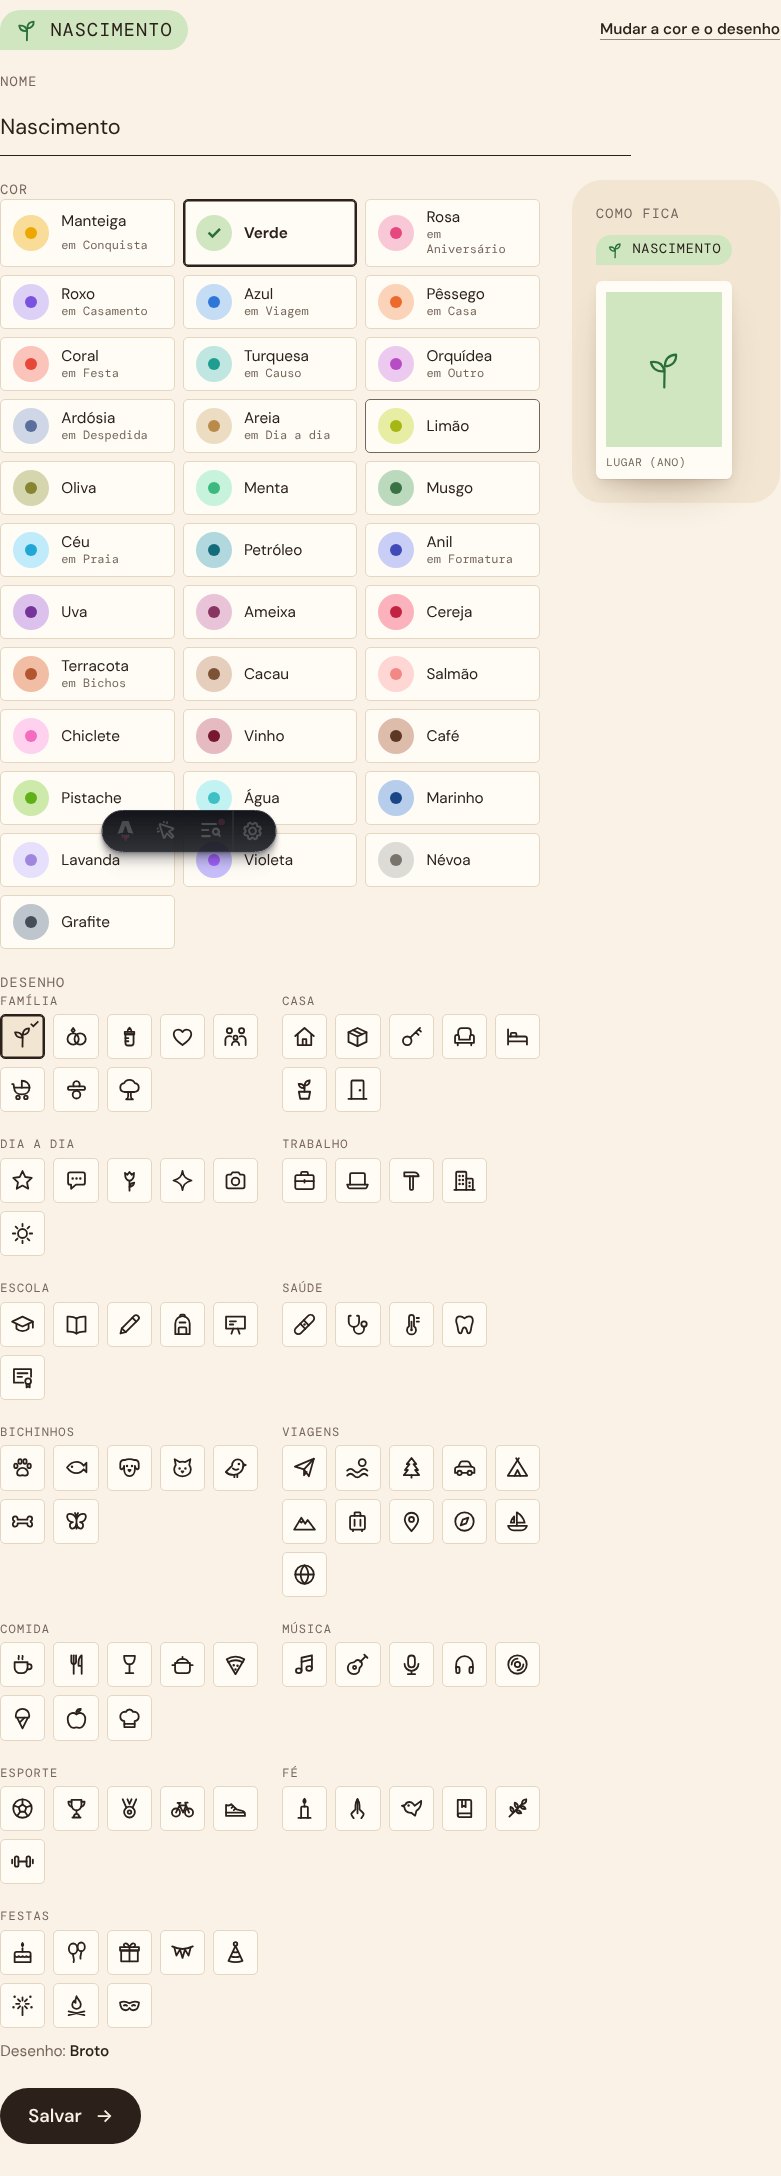 NASCIMENTO
Mudar a cor e o desenho
NOME
Nascimento
COR
Manteiga
em Conquista
Verde
Rosa
em
Aniversário
Roxo
em Casamento
Azul
em Viagem
Pêssego
em Casa
Coral
em Festa
Turquesa
em Causo
Orquídea
em Outro
Ardósia
em Despedida
Areia
em Dia a dia
Limão
Oliva
Menta
Musgo
Céu
em Praia
Petróleo
Anil
em Formatura
Uva
Ameixa
Cereja
Terracota
em Bichos
Cacau
Salmão
Chiclete
Vinho
Café
Pistache
Água
Marinho
Lavanda
Violeta
Névoa
Grafite
COMO FICA
NASCIMENTO
LUGAR (ANO)
DESENHO
FAMÍLIA
CASA
DIA A DIA
TRABALHO
ESCOLA
SAÚDE
BICHINHOS
VIAGENS
COMIDA
MÚSICA
ESPORTE
FÉ
FESTAS
Desenho: Broto
Salvar →